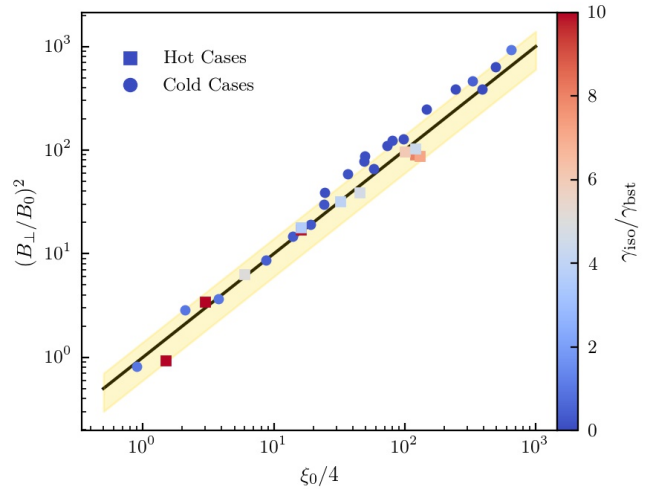 10³
10²
10¹
10⁰
(B⊥/B₀)²
Hot Cases
Cold Cases
10⁰
10¹
10²
10³
ξ₀/4
10
8
6
4
2
0
γiso/γbst